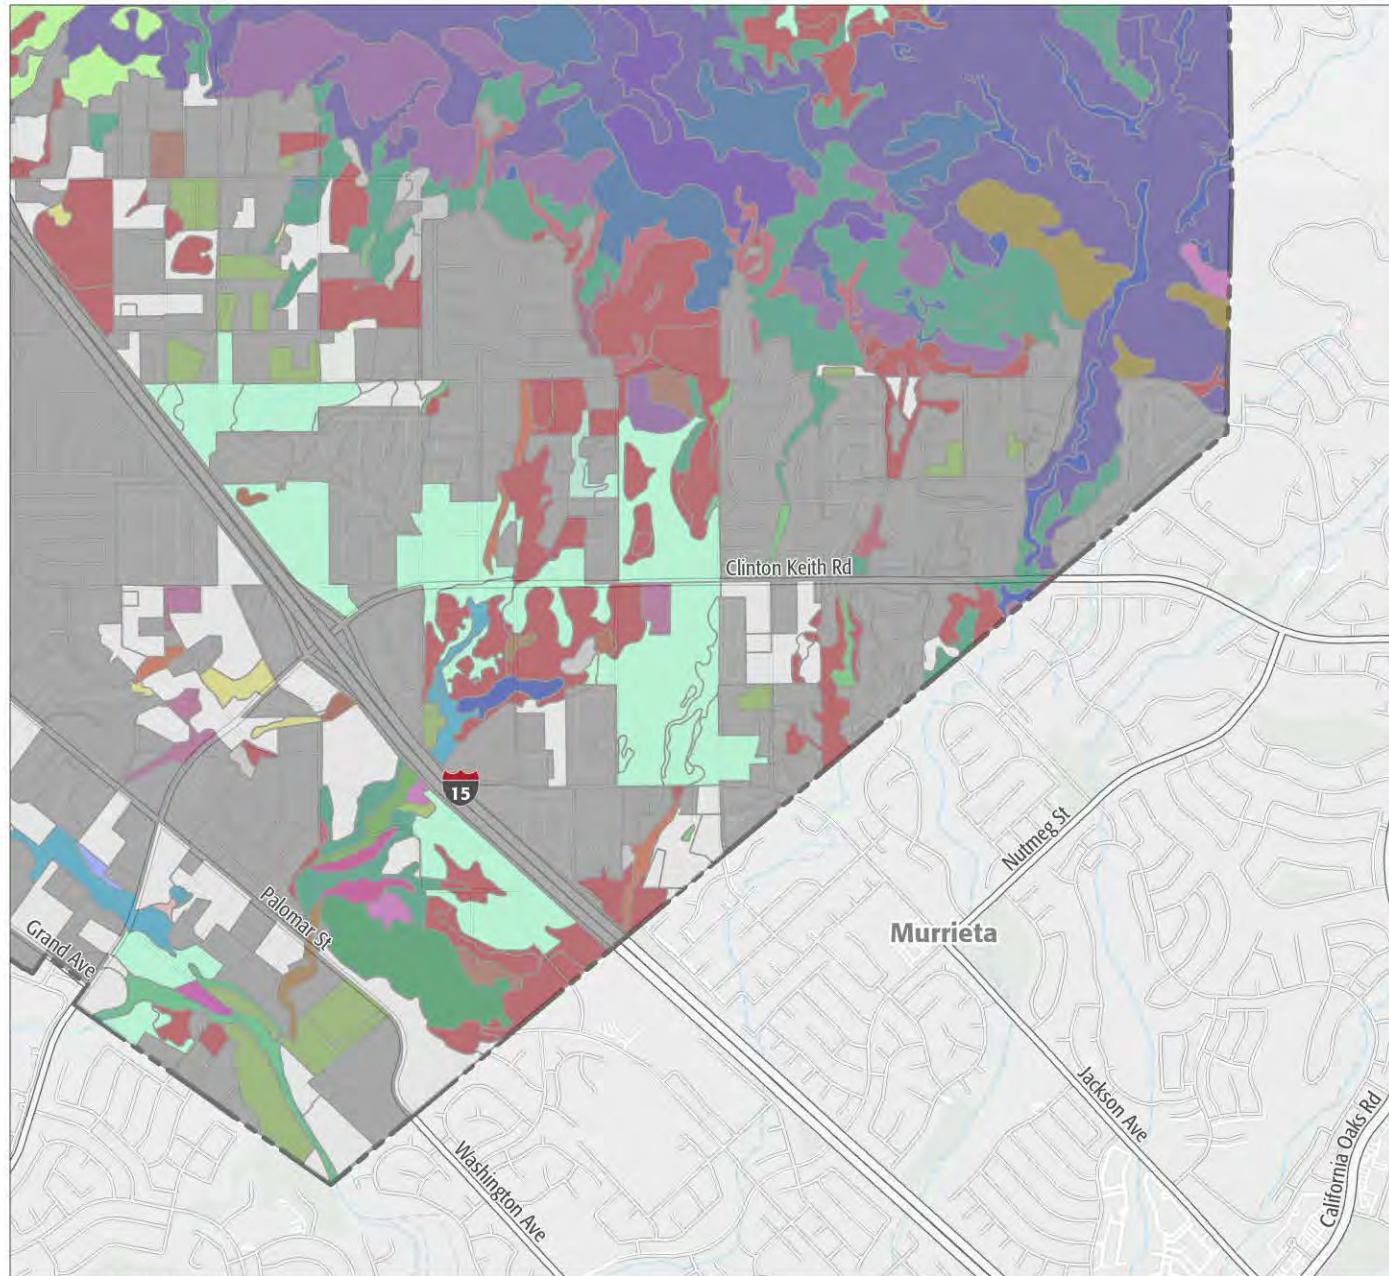 Clinton Keith Rd
15
Nutmeg St
Palomar St
Murrieta
Grand Ave
Jackson Ave
California Oaks Rd
Washington Ave